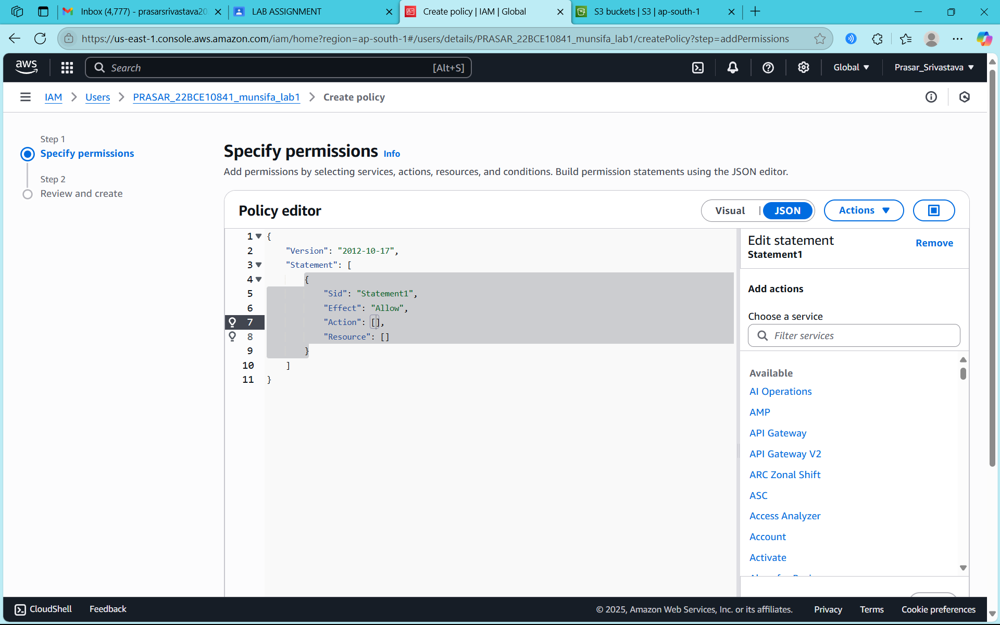 Inbox (4,777) - prasarsrivastava20
LAB ASSIGNMENT
Create policy | IAM | Global
S3 buckets | S3 | ap-south-1
https://us-east-1.console.aws.amazon.com/iam/home?region=ap-south-1#/users/details/PRASAR_22BCE10841_munsifa_lab1/createPolicy?step=addPermissions
aws
Search
[Alt+S]
Global
Prasar_Srivastava
IAM
Users
PRASAR_22BCE10841_munsifa_lab1
Create policy
Step 1
Specify permissions
Step 2
Review and create
Specify permissions Info
Add permissions by selecting services, actions, resources, and conditions. Build permission statements using the JSON editor.
Policy editor
Visual
JSON
Actions
1 {
2 "Version": "2012-10-17",
3 "Statement": [
4 {
5 "Sid": "Statement1",
6 "Effect": "Allow",
7 "Action": [],
8 "Resource": []
9 }
10 ]
11 }
Edit statement
Statement1
Remove
Add actions
Choose a service
Filter services
Available
AI Operations
AMP
API Gateway
API Gateway V2
ARC Zonal Shift
ASC
Access Analyzer
Account
Activate
CloudShell
Feedback
© 2025, Amazon Web Services, Inc. or its affiliates.
Privacy
Terms
Cookie preferences